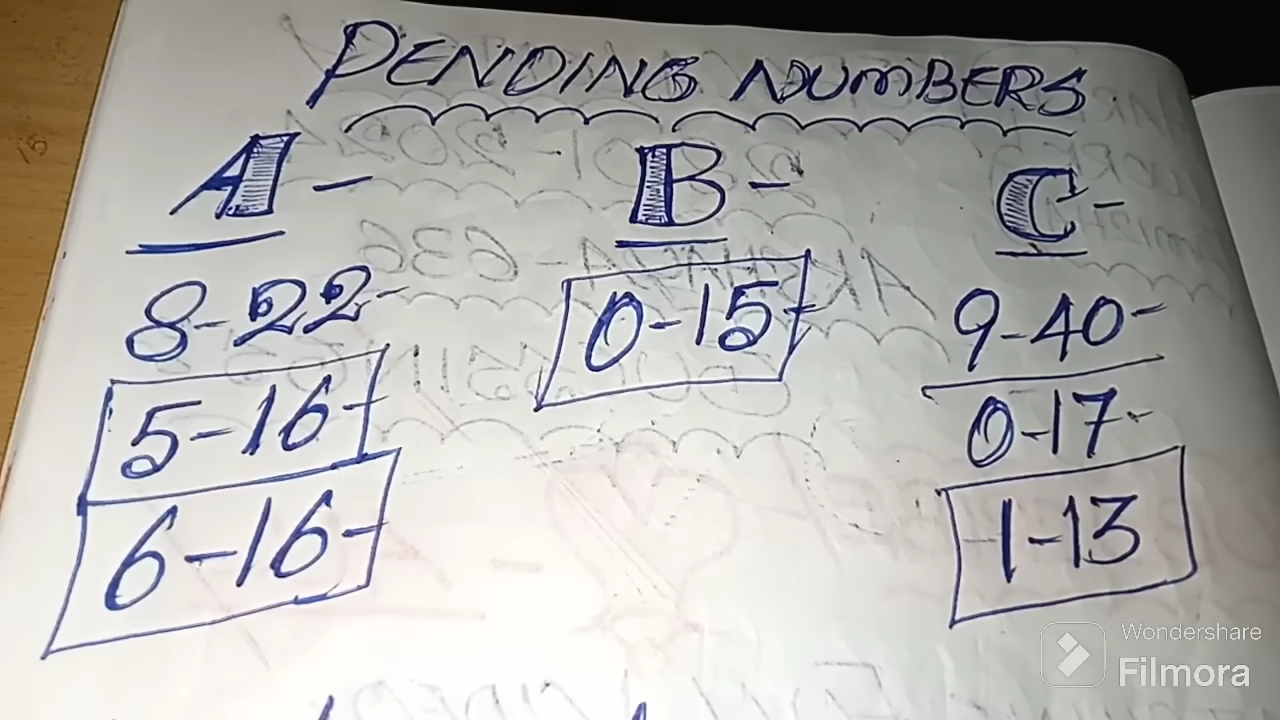 PENDING NUMBERS
A - B - C -
8-22- 0-15- 9-40-
5-16- 0-17-
6-16- 1-13
Wondershare
Filmora